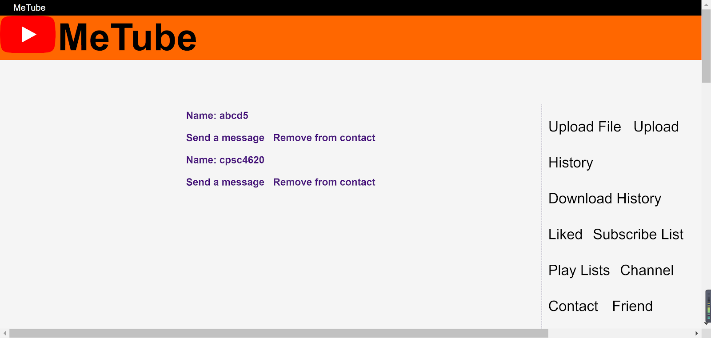 MeTube
MeTube
Name: abcd5
Send a message Remove from contact
Name: cpsc4620
Send a message Remove from contact
Upload File Upload
History
Download History
Liked Subscribe List
Play Lists Channel
Contact Friend